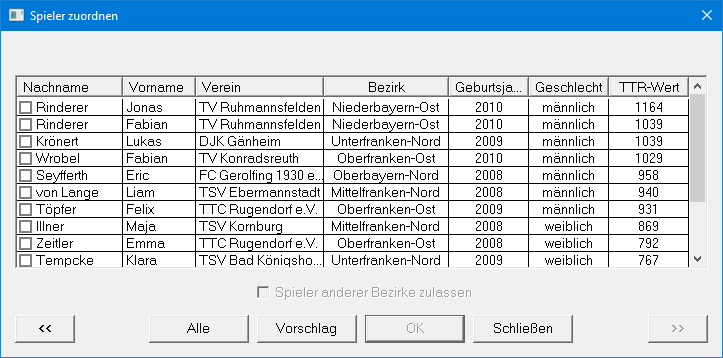 Spieler zuordnen
Nachname Vorname Verein Bezirk Geburtsja... Geschlecht TTR-Wert
Rinderer Jonas TV Ruhmannsfelden Niederbayern-Ost 2010 männlich 1164
Rinderer Fabian TV Ruhmannsfelden Niederbayern-Ost 2010 männlich 1039
Krönert Lukas DJK Gänheim Unterfranken-Nord 2009 männlich 1039
Wrobel Fabian TV Konradsreuth Oberfranken-Ost 2010 männlich 1029
Seyfferth Eric FC Gerolfing 1930 e... Oberbayern-Nord 2008 männlich 958
von Lange Liam TSV Ebermannstadt Mittelfranken-Nord 2008 männlich 940
Töpfer Felix TTC Rugendorf e.V. Oberfranken-Ost 2009 männlich 931
Illner Maja TSV Kornburg Mittelfranken-Nord 2008 weiblich 869
Zeitler Emma TTC Rugendorf e.V. Oberfranken-Ost 2008 weiblich 792
Tempcke Klara TSV Bad Königsho... Unterfranken-Nord 2009 weiblich 767
Spieler anderer Bezirke zulassen
<< Alle Vorschlag OK Schließen >>